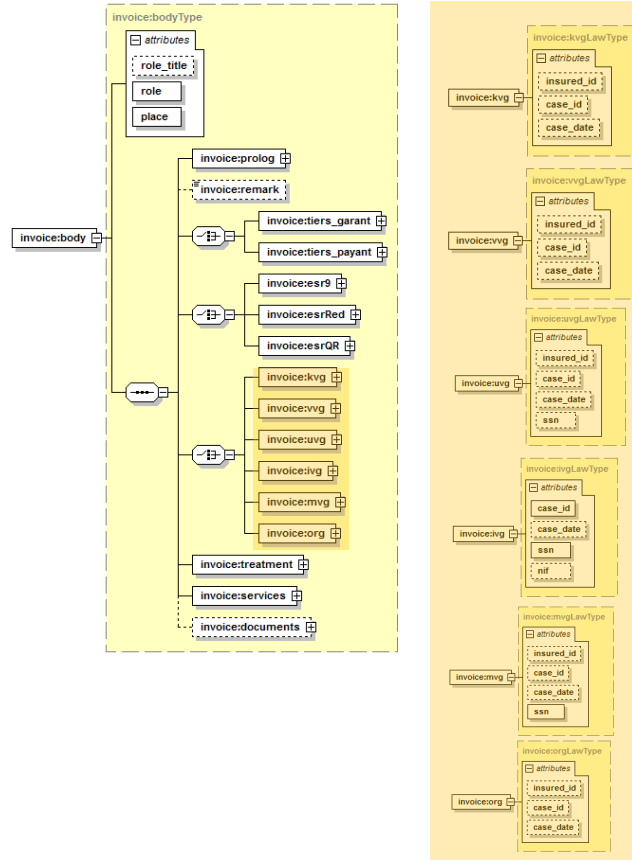 invoice:bodyType
attributes
role_title
role
place
invoice:prolog
invoice:remark
invoice:tiers_garant
invoice:tiers_payant
invoice:body
invoice:esr9
invoice:esrRed
invoice:esrQR
invoice:kvg
invoice:vvg
invoice:uvg
invoice:ivg
invoice:mvg
invoice:org
invoice:treatment
invoice:services
invoice:documents
invoice:kvgLawType
attributes
insured_id
invoice:kvg
case_id
case_date
invoice:vvgLawType
attributes
insured_id
invoice:vvg
case_id
case_date
invoice:uvgLawType
attributes
insured_id
case_id
invoice:uvg
case_date
ssn
invoice:ivgLawType
attributes
case_id
case_date
invoice:ivg
ssn
nif
invoice:mvgLawType
attributes
insured_id
case_id
invoice:mvg
case_date
ssn
invoice:orgLawType
attributes
insured_id
invoice:org
case_id
case_date